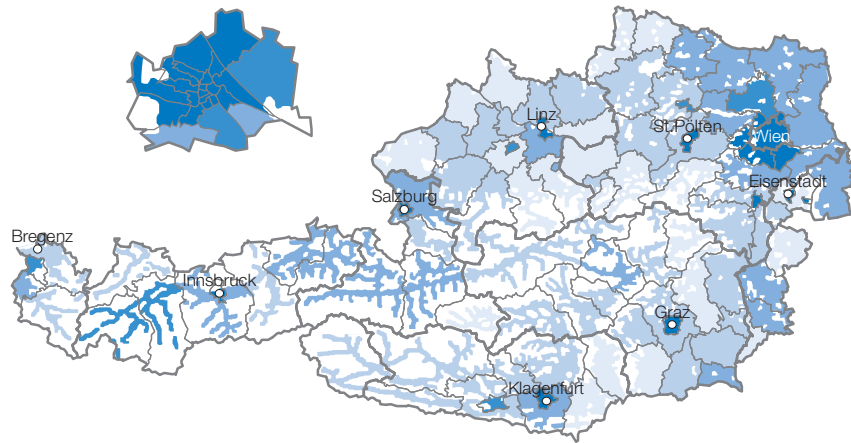 Linz
St.Pölten
Wien
Eisenstadt
Salzburg
Bregenz
Innsbruck
Graz
Klagenfurt